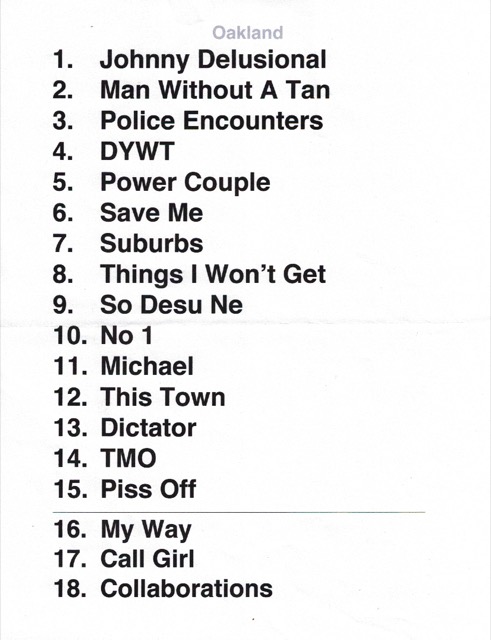 Oakland
1. Johnny Delusional
2. Man Without A Tan
3. Police Encounters
4. DYWT
5. Power Couple
6. Save Me
7. Suburbs
8. Things I Won't Get
9. So Desu Ne
10. No 1
11. Michael
12. This Town
13. Dictator
14. TMO
15. Piss Off
16. My Way
17. Call Girl
18. Collaborations